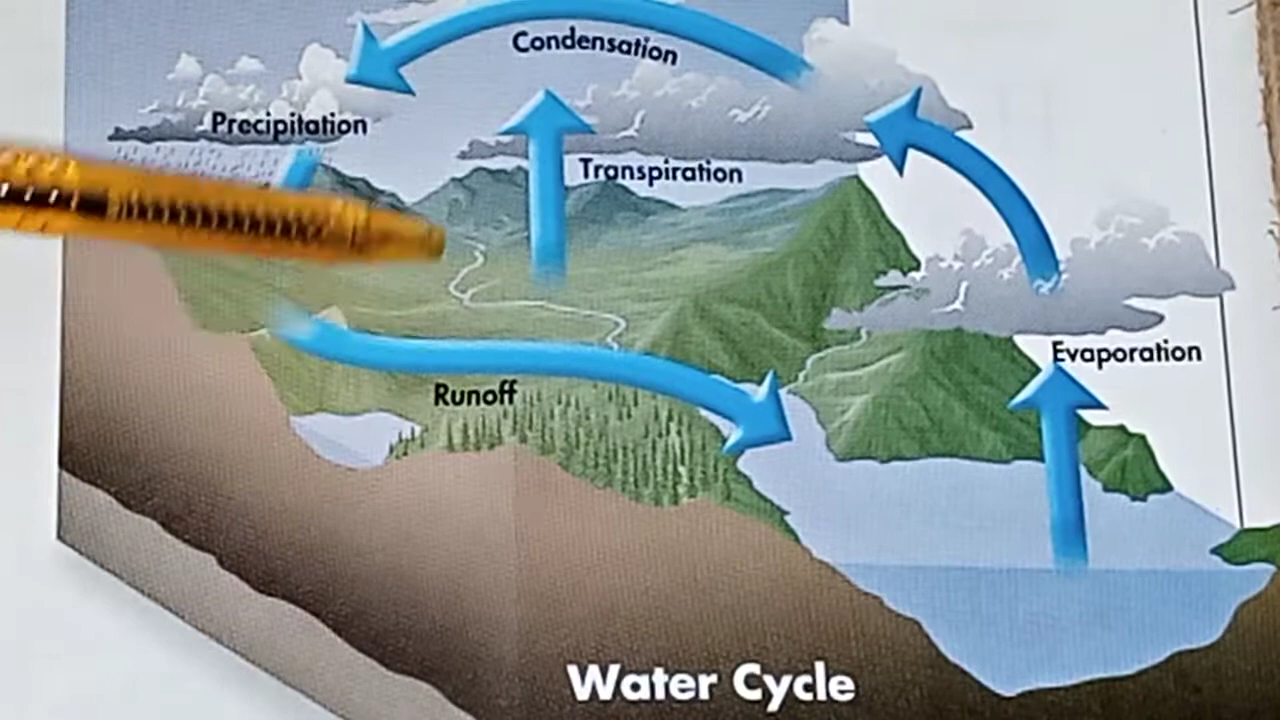 Condensation
Precipitation
Transpiration
Evaporation
Runoff
Water Cycle